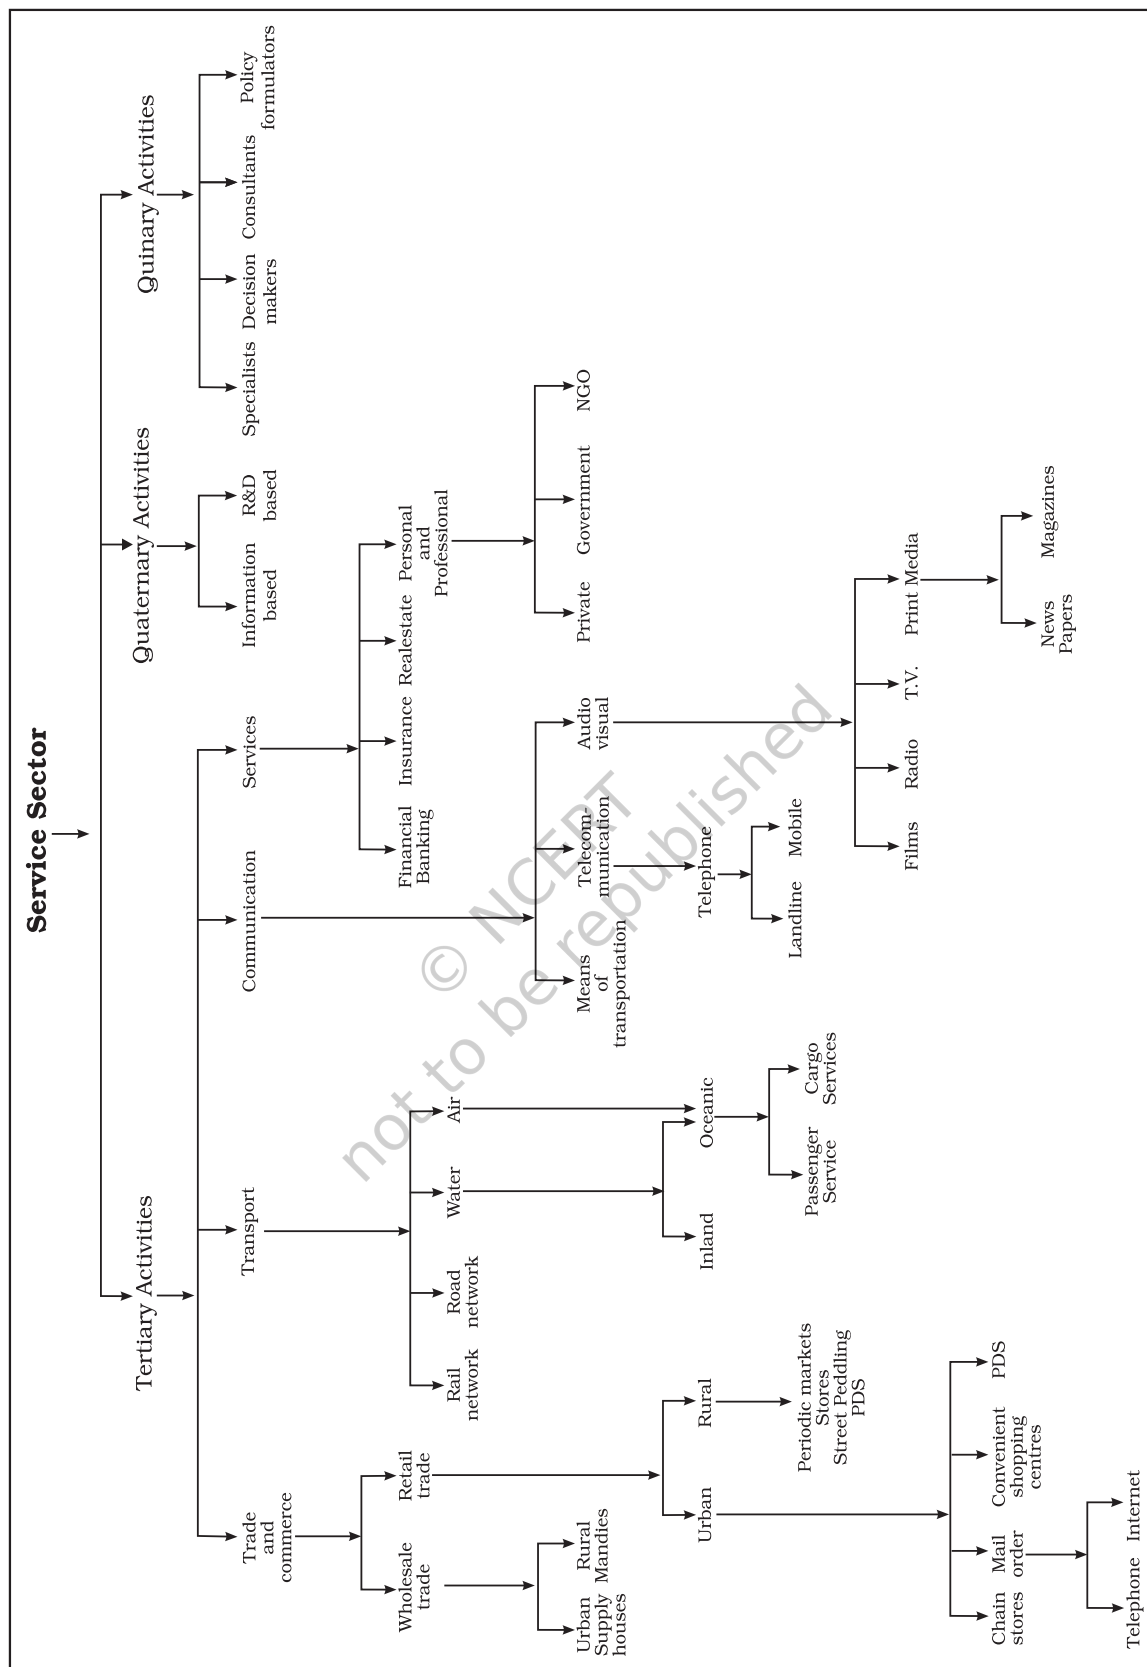 Service Sector
Tertiary Activities
Quaternary Activities
Quinary Activities
Trade
and
commerce
Transport
Communication
Services
Information
based
R&D
based
Specialists
Decision
makers
Consultants
Policy
formulators
Wholesale
trade
Retail
trade
Rail
network
Road
network
Water
Air
Financial
Banking
Insurance
Realestate
Personal
and
Professional
Urban
Supply
houses
Rural
Mandies
Means
of
transportation
Telecom-
munication
Audio
visual
Private
Government
NGO
Urban
Rural
Inland
Oceanic
Telephone
Periodic markets
Stores
Street Peddling
PDS
Passenger
Service
Cargo
Services
Landline
Mobile
Films
Radio
T.V.
Print Media
Chain
stores
Mail
order
Convenient
shopping
centres
PDS
News
Papers
Magazines
Telephone
Internet
© NCERT
not to be republished